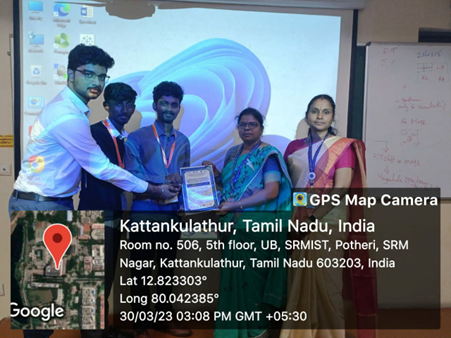 GPS Map Camera
Kattankulathur, Tamil Nadu, India
Room no. 506, 5th floor, UB, SRMIST, Potheri, SRM
Nagar, Kattankulathur, Tamil Nadu 603203, India
Lat 12.823303°
Long 80.042385°
30/03/23 03:08 PM GMT +05:30
Google